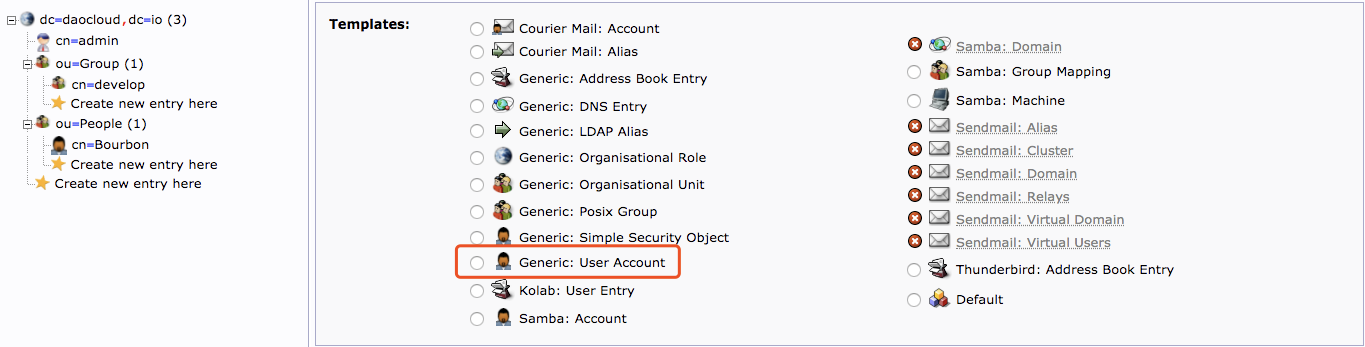 dc=daocloud,dc=io (3)
cn=admin
ou=Group (1)
cn=develop
Create new entry here
ou=People (1)
cn=Bourbon
Create new entry here
Create new entry here
Templates:
Courier Mail: Account
Courier Mail: Alias
Generic: Address Book Entry
Generic: DNS Entry
Generic: LDAP Alias
Generic: Organisational Role
Generic: Organisational Unit
Generic: Posix Group
Generic: Simple Security Object
Generic: User Account
Kolab: User Entry
Samba: Account
Samba: Domain
Samba: Group Mapping
Samba: Machine
Sendmail: Alias
Sendmail: Cluster
Sendmail: Domain
Sendmail: Relays
Sendmail: Virtual Domain
Sendmail: Virtual Users
Thunderbird: Address Book Entry
Default